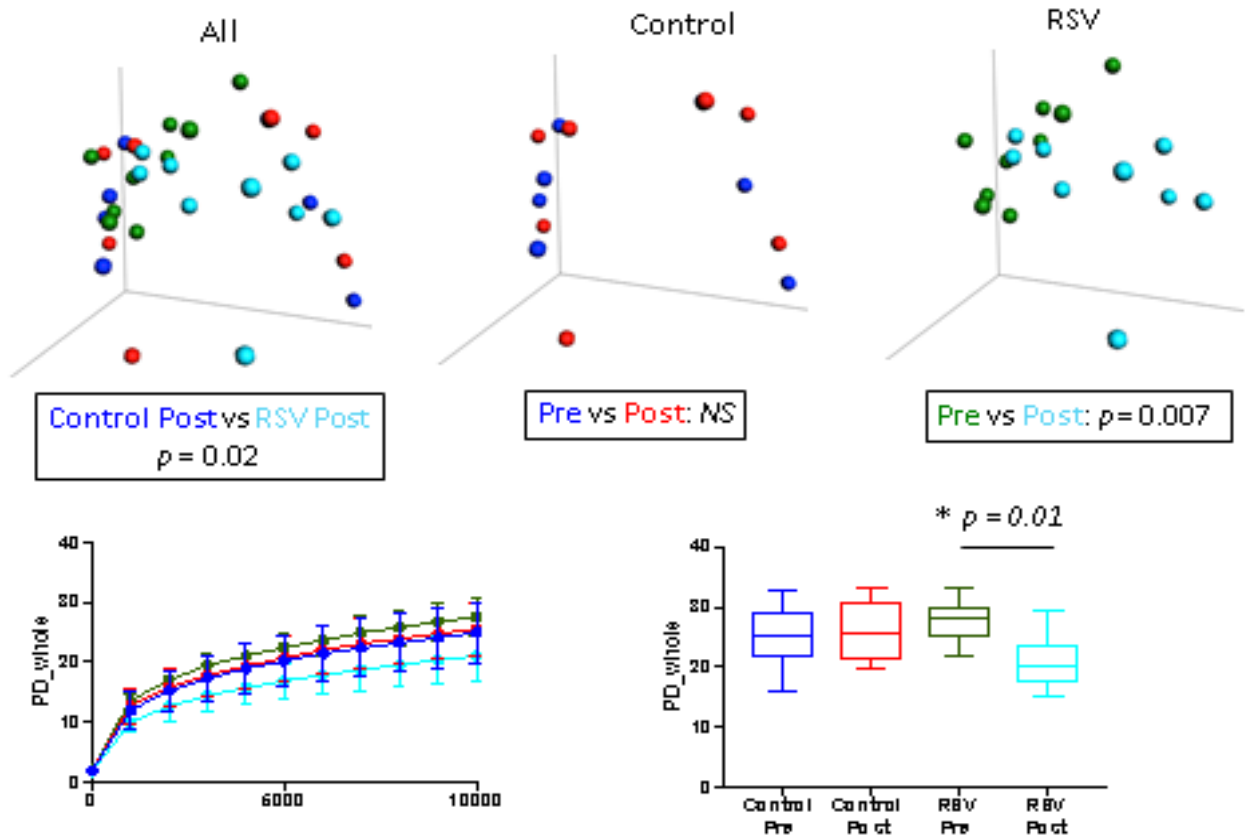 All
Control
RSV
Control Post vs RSV Post
p = 0.02
Pre vs Post: NS
Pre vs Post: p = 0.007
PD_whole
40
30
20
10
0
0
10000
* p = 0.01
PD_whole
40
30
20
10
0
Control Pre
Control Post
RSV Pre
RSV Post